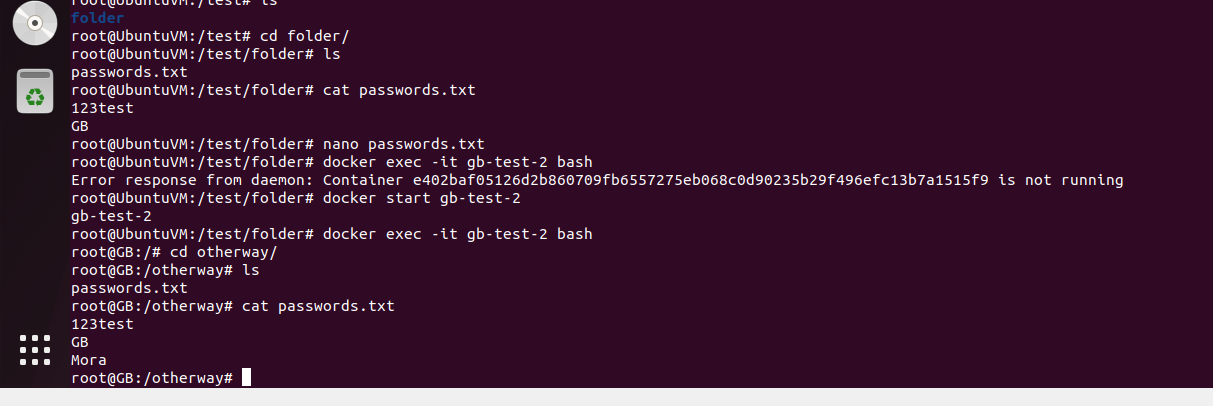 root@UbuntuVM:/test# ls
folder
root@UbuntuVM:/test# cd folder/
root@UbuntuVM:/test/folder# ls
passwords.txt
root@UbuntuVM:/test/folder# cat passwords.txt
123test
GB
root@UbuntuVM:/test/folder# nano passwords.txt
root@UbuntuVM:/test/folder# docker exec -it gb-test-2 bash
Error response from daemon: Container e402baf05126d2b860709fb6557275eb068c0d90235b29f496efc13b7a1515f9 is not running
root@UbuntuVM:/test/folder# docker start gb-test-2
gb-test-2
root@UbuntuVM:/test/folder# docker exec -it gb-test-2 bash
root@GB:/# cd otherway/
root@GB:/otherway# ls
passwords.txt
root@GB:/otherway# cat passwords.txt
123test
GB
Mora
root@GB:/otherway#